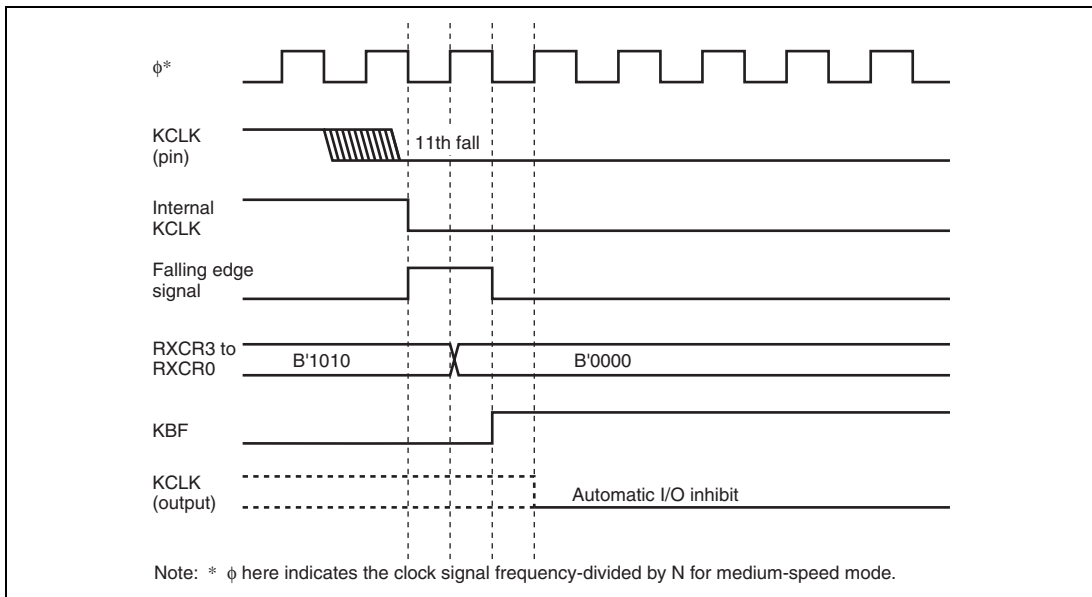 ϕ*
KCLK
(pin)
11th fall
Internal
KCLK
Falling edge
signal
RXCR3 to
RXCR0
B'1010
B'0000
KBF
KCLK
(output)
Automatic I/O inhibit
Note: * ϕ here indicates the clock signal frequency-divided by N for medium-speed mode.